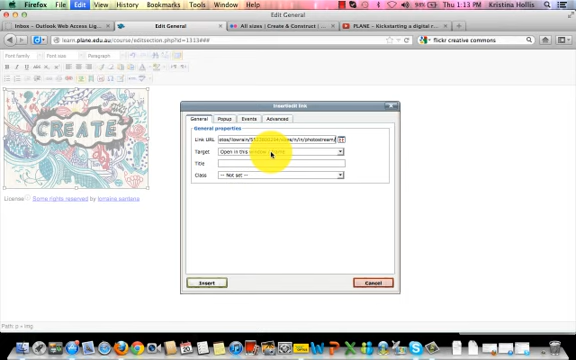 Firefox File Edit View History Bookmarks Tools Window Help 98% Thu 1:13 PM Kristina Hollis
Edit General
Inbox – Outlook Web Access Lig... Edit General All sizes | Create & Construct | ... PLANE – Kickstarting a digital r...
learn.plane.edu.au/course/editsection.php?id=1313### flickr creative commons
Font family Font size Paragraph
CREATE
License Some rights reserved by lorraine santana
Insert/edit link
General Popup Events Advanced
General properties
Link URL
Target Open in this
Title
Class -- Not set --
Insert Cancel
Path: p » img